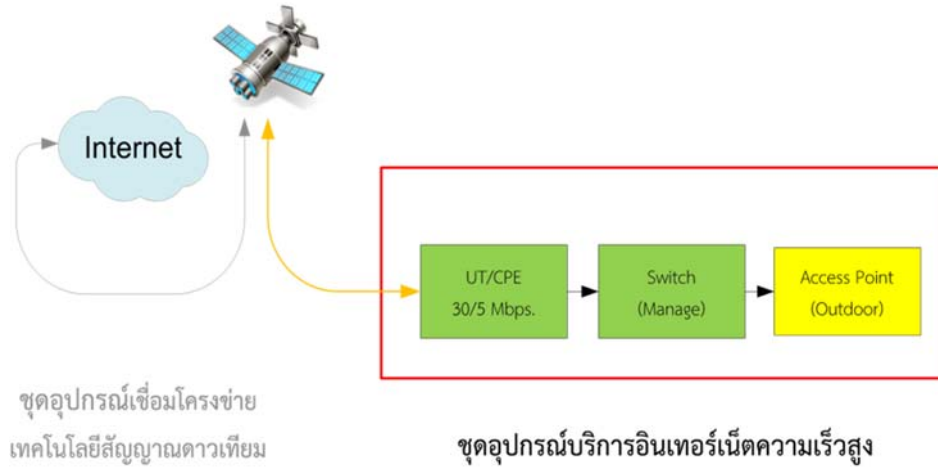 Internet
UT/CPE
30/5 Mbps.
Switch
(Manage)
Access Point
(Outdoor)
ชุดอุปกรณ์เชื่อมโครงข่าย
เทคโนโลยีสัญญาณดาวเทียม
ชุดอุปกรณ์บริการอินเทอร์เน็ตความเร็วสูง